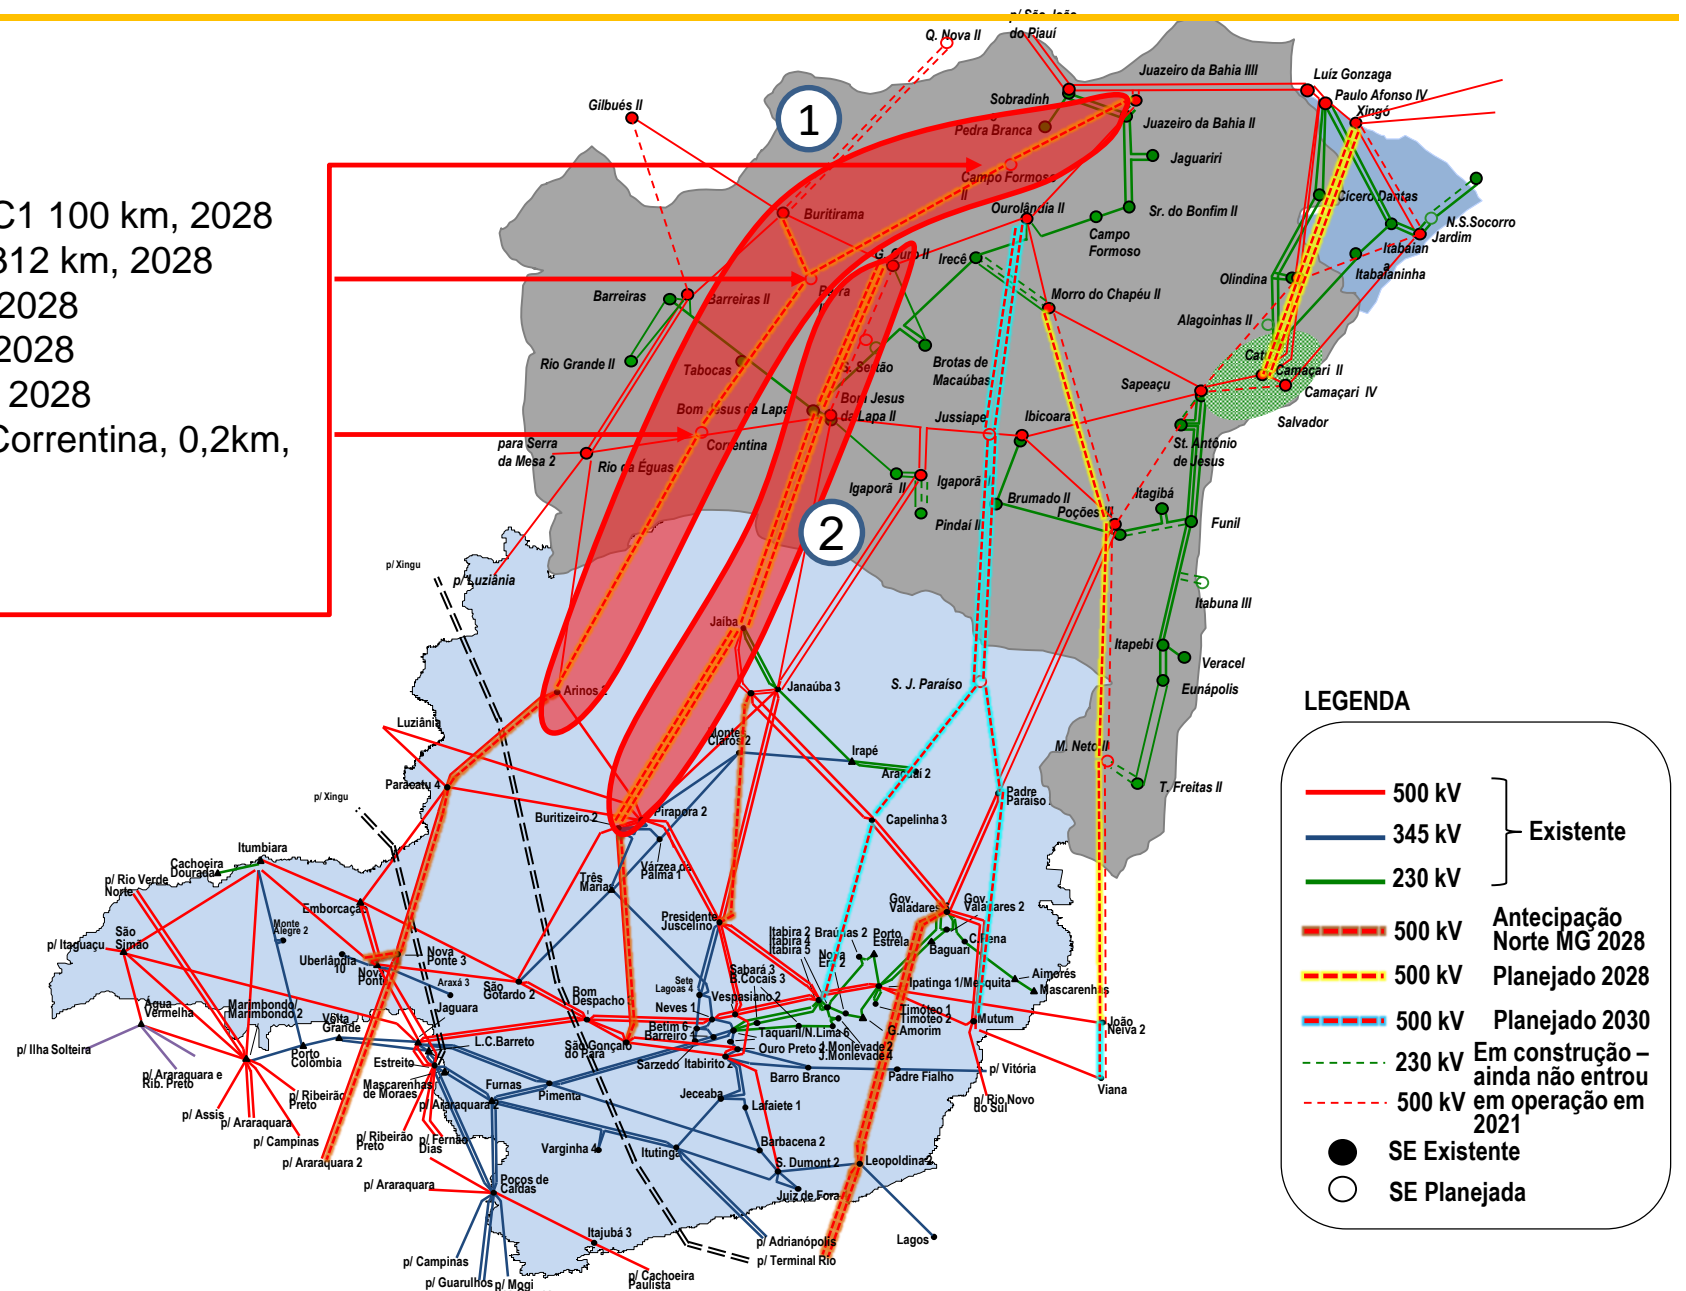 Q. Nova II
p/ São João
do Piauí
Juazeiro da Bahia IIII
Luíz Gonzaga
Paulo Afonso IV
Xingó
Gilbués II
1
Sobradinh
Pedra Branca
Juazeiro da Bahia II
Jaguariri
Campo Formoso
II
Cícero Dantas
C1 100 km, 2028
312 km, 2028
2028
2028
2028
Correntina, 0,2km,
Buritirama
Ourolândia II
Sr. do Bonfim II
Campo
Formoso
N.S.Socorro
Jardim
Itabaian
a
Itabaianinha
G. Ouro II
Irecê
Olindina
Barra
Barreiras
Barreiras II
Morro do Chapéu II
Alagoinhas II
Rio Grande II
Tabocas
S. Sertão
Brotas de
Macaúbas
Sapeaçu
Camaçari II
Camaçari IV
Salvador
Bom Jesus da Lapa
Bom Jesus
da Lapa II
Jussiape
Ibicoara
para Serra
da Mesa 2
Rio da Éguas
Correntina
St. Antônio
de Jesus
Igaporã II
Igaporã
Pindaí II
Brumado II
Poções III
Itagibá
Funil
2
p/ Xingu
p/ Luziânia
Itabuna III
Jaíba
Itapebi
Veracel
Eunápolis
Arinos 2
Janaúba 3
S. J. Paraíso
Luziânia
Montes
Claros 2
Irapé
Araçuaí 2
M. Neto II
T. Freitas II
Paracatu 4
p/ Xingu
Buritizeiro 2
Pirapora 2
Padre
Paraíso
Capelinha 3
Itumbiara
Cachoeira
Dourada
p/ Rio Verde
Norte
Várzea da
Palma 1
Três
Marias
Emborcação
Monte
Alegre 2
Presidente
Juscelino
Gov.
Valadares
Gov.
Valadares 2
São
Simão
p/ Itaguaçu
Uberlândia
10
Nova
Ponte
Nova
Ponte 3
Itabira 2
Itabira 4
Itabira 5
Braúnas 2
Nova
Era 2
Porto
Estrela
Baguari
C.Pena
Aimorés
Mascarenhas
Araxá 3
Jaguara
São
Gotardo 2
Bom
Despacho
Sete
Lagoas 4
Sabará 3
B.Cocais 3
Vespasiano 2
Ipatinga 1/Mesquita
Água
Vermelha
Marimbondo/
Marimbondo 2
Volta
Grande
Neves 1
Betim 6
Barreiro
Timóteo 1
Timóteo 2
G.Amorim
Mutum
João
Neiva 2
p/ Ilha Solteira
Porto
Colômbia
L.C.Barreto
Estreito
São Gonçalo
do Pará
Taquaril/N.Lima 6
Ouro Preto 2
J.Monlevade 2
J.Monlevade 4
Sarzedo
Itabirito 2
p/ Araraquara e
Rib. Preto
p/ Ribeirão
Preto
Mascarenhas
de Moraes
Furnas
Pimenta
Barro Branco
Padre Fialho
p/ Vitória
p/ Rio Novo
do Sul
Viana
p/ Assis
p/ Araraquara
p/ Campinas
p/ Araraquara 2
p/ Araraquara 2
p/ Ribeirão
Preto
p/ Fernão
Dias
Jeceaba
Lafaiete 1
Varginha 4
Itutinga
Barbacena 2
S. Dumont 2
Leopoldina 2
Juiz de Fora
p/ Araraquara
Poços de
Caldas
Itajubá 3
p/ Adrianópolis
p/ Terminal Rio
Lagos
p/ Campinas
p/ Guarulhos
p/ Mogi
p/ Cachoeira
Paulista
LEGENDA
500 kV
345 kV
230 kV
Existente
500 kV Antecipação
Norte MG 2028
500 kV Planejado 2028
500 kV Planejado 2030
230 kV Em construção –
ainda não entrou
500 kV em operação em
2021
SE Existente
SE Planejada